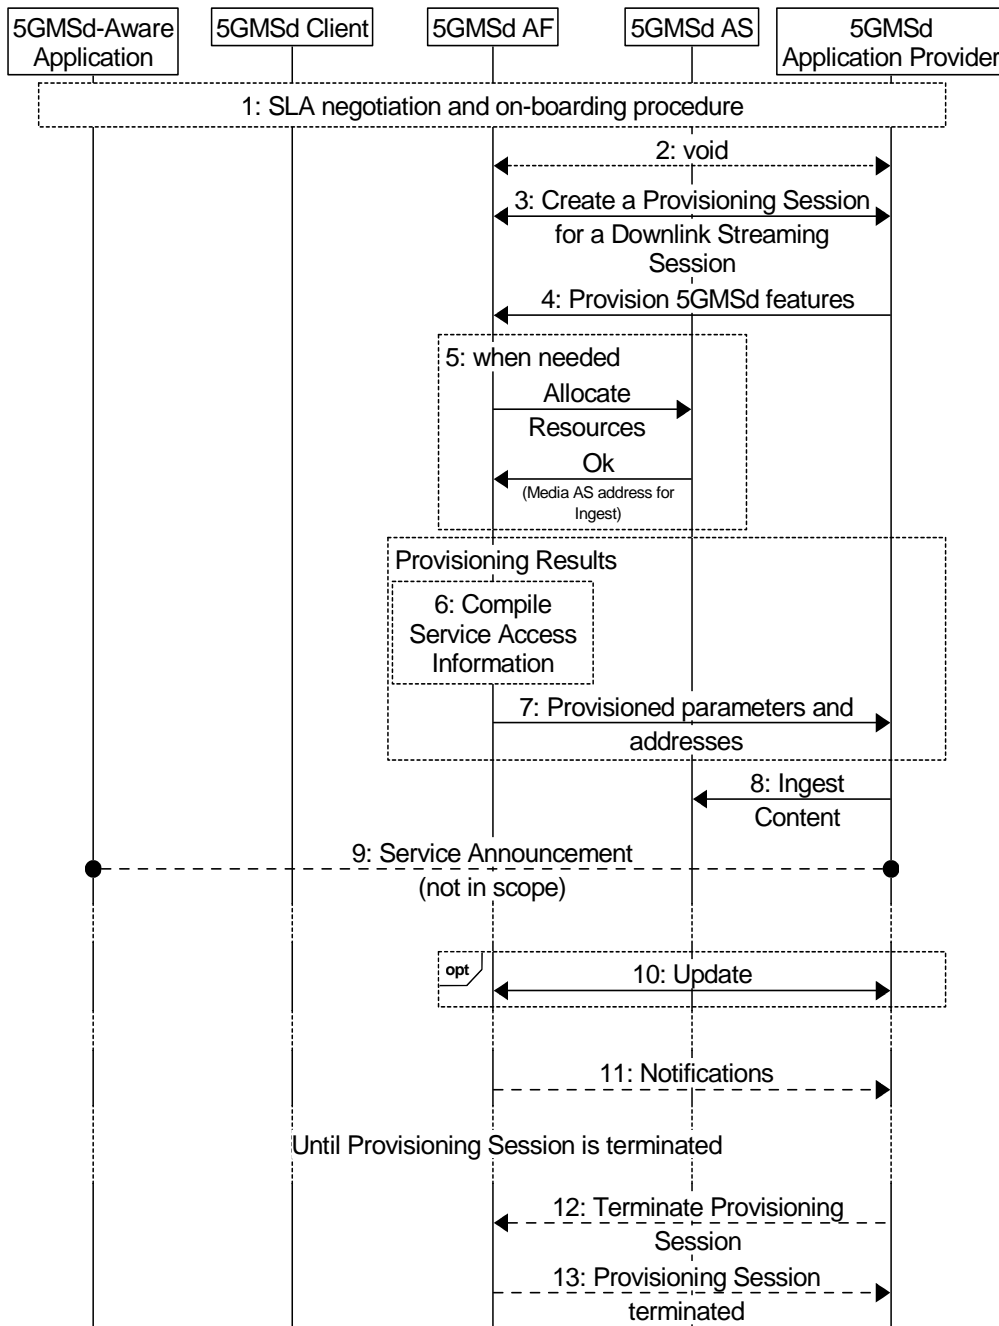 5GMSd-Aware
Application
5GMSd Client
5GMSd AF
5GMSd AS
5GMSd
Application Provider
1: SLA negotiation and on-boarding procedure
2: void
3: Create a Provisioning Session
for a Downlink Streaming
Session
4: Provision 5GMSd features
5: when needed
Allocate
Resources
Ok
(Media AS address for
Ingest)
Provisioning Results
6: Compile
Service Access
Information
7: Provisioned parameters and
addresses
8: Ingest
Content
9: Service Announcement
(not in scope)
opt
10: Update
11: Notifications
Until Provisioning Session is terminated
12: Terminate Provisioning
Session
13: Provisioning Session
terminated